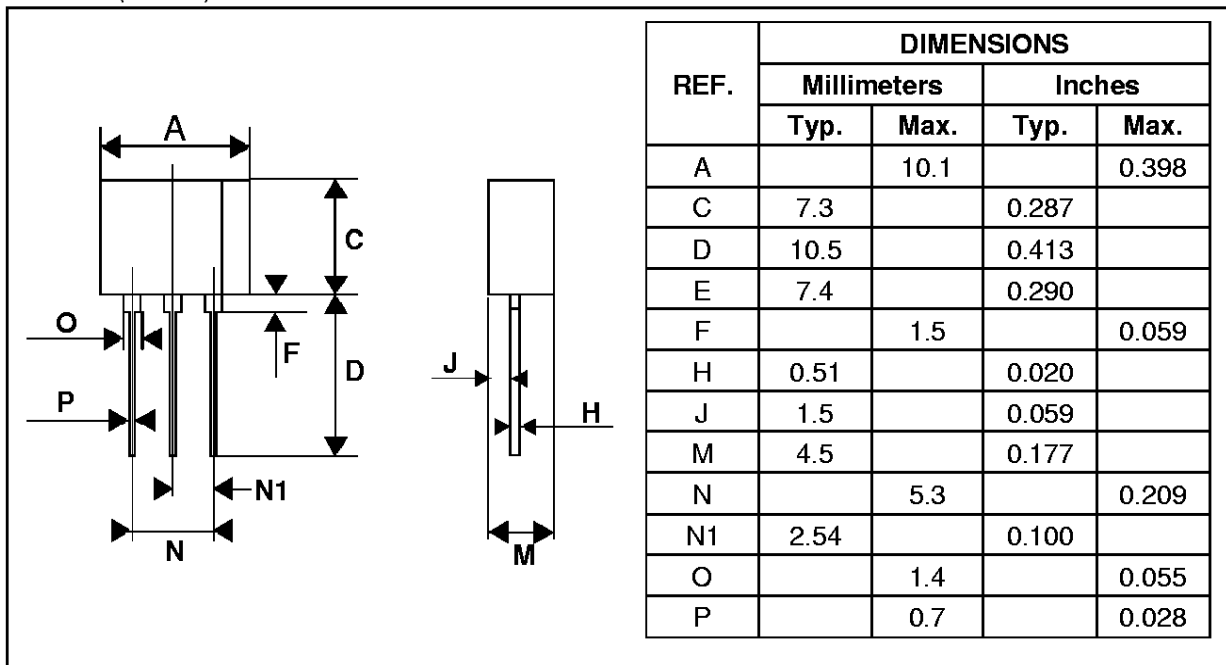 A
C
O
F
D
P
N1
N
J
H
M
REF. DIMENSIONS
Millimeters Inches
Typ. Max. Typ. Max.
A 10.1 0.398
C 7.3 0.287
D 10.5 0.413
E 7.4 0.290
F 1.5 0.059
H 0.51 0.020
J 1.5 0.059
M 4.5 0.177
N 5.3 0.209
N1 2.54 0.100
O 1.4 0.055
P 0.7 0.028